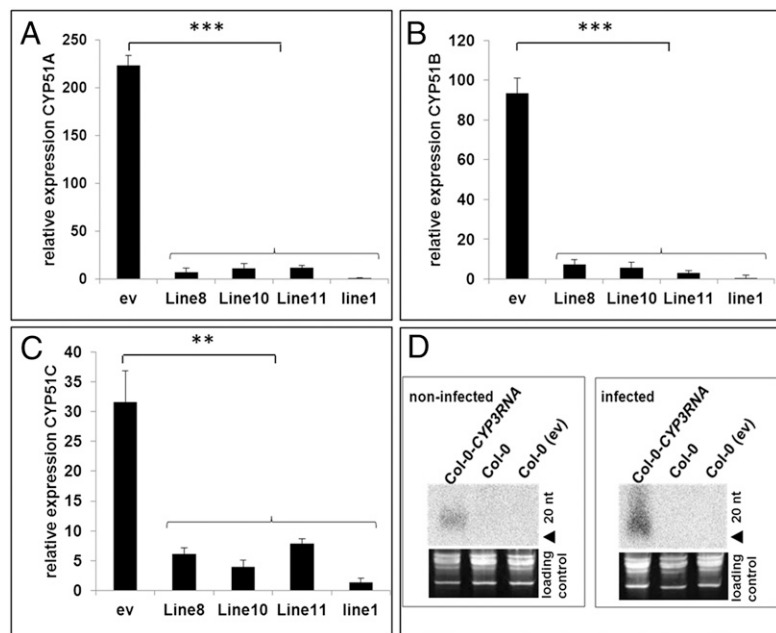 A
***
relative expression CYP51A
250
200
150
100
50
0
ev Line8 Line10 Line11 line1
B
***
relative expression CYP51B
120
100
80
60
40
20
0
ev Line8 Line10 Line11 line1
C
**
relative expression CYP51C
40
35
30
25
20
15
10
5
0
ev Line8 Line10 Line11 line1
D
non-infected
Col-0-CYP3RNA
Col-0
Col-0 (ev)
20 nt
loading
control
infected
Col-0-CYP3RNA
Col-0
Col-0 (ev)
20 nt
loading
control